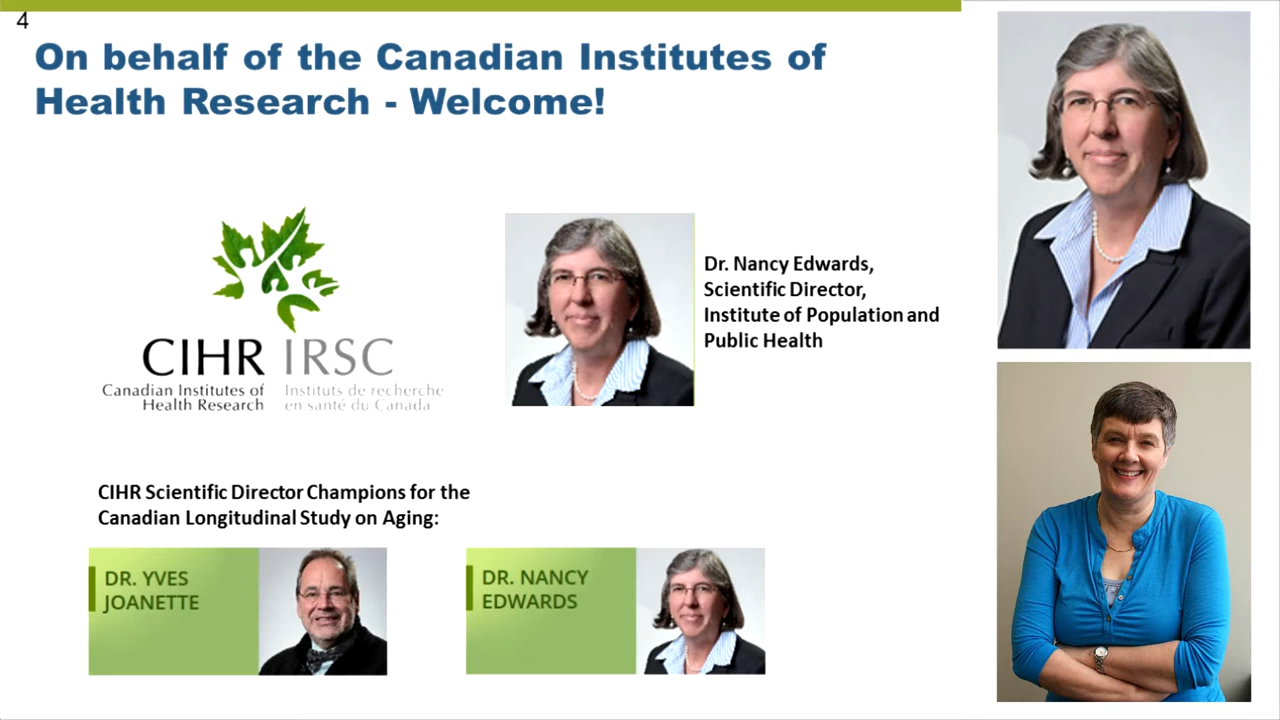 4
On behalf of the Canadian Institutes of
Health Research - Welcome!
CIHR IRSC
Canadian Institutes of Instituts de recherche
Health Research en santé du Canada
Dr. Nancy Edwards,
Scientific Director,
Institute of Population and
Public Health
CIHR Scientific Director Champions for the
Canadian Longitudinal Study on Aging:
DR. YVES
JOANETTE
DR. NANCY
EDWARDS